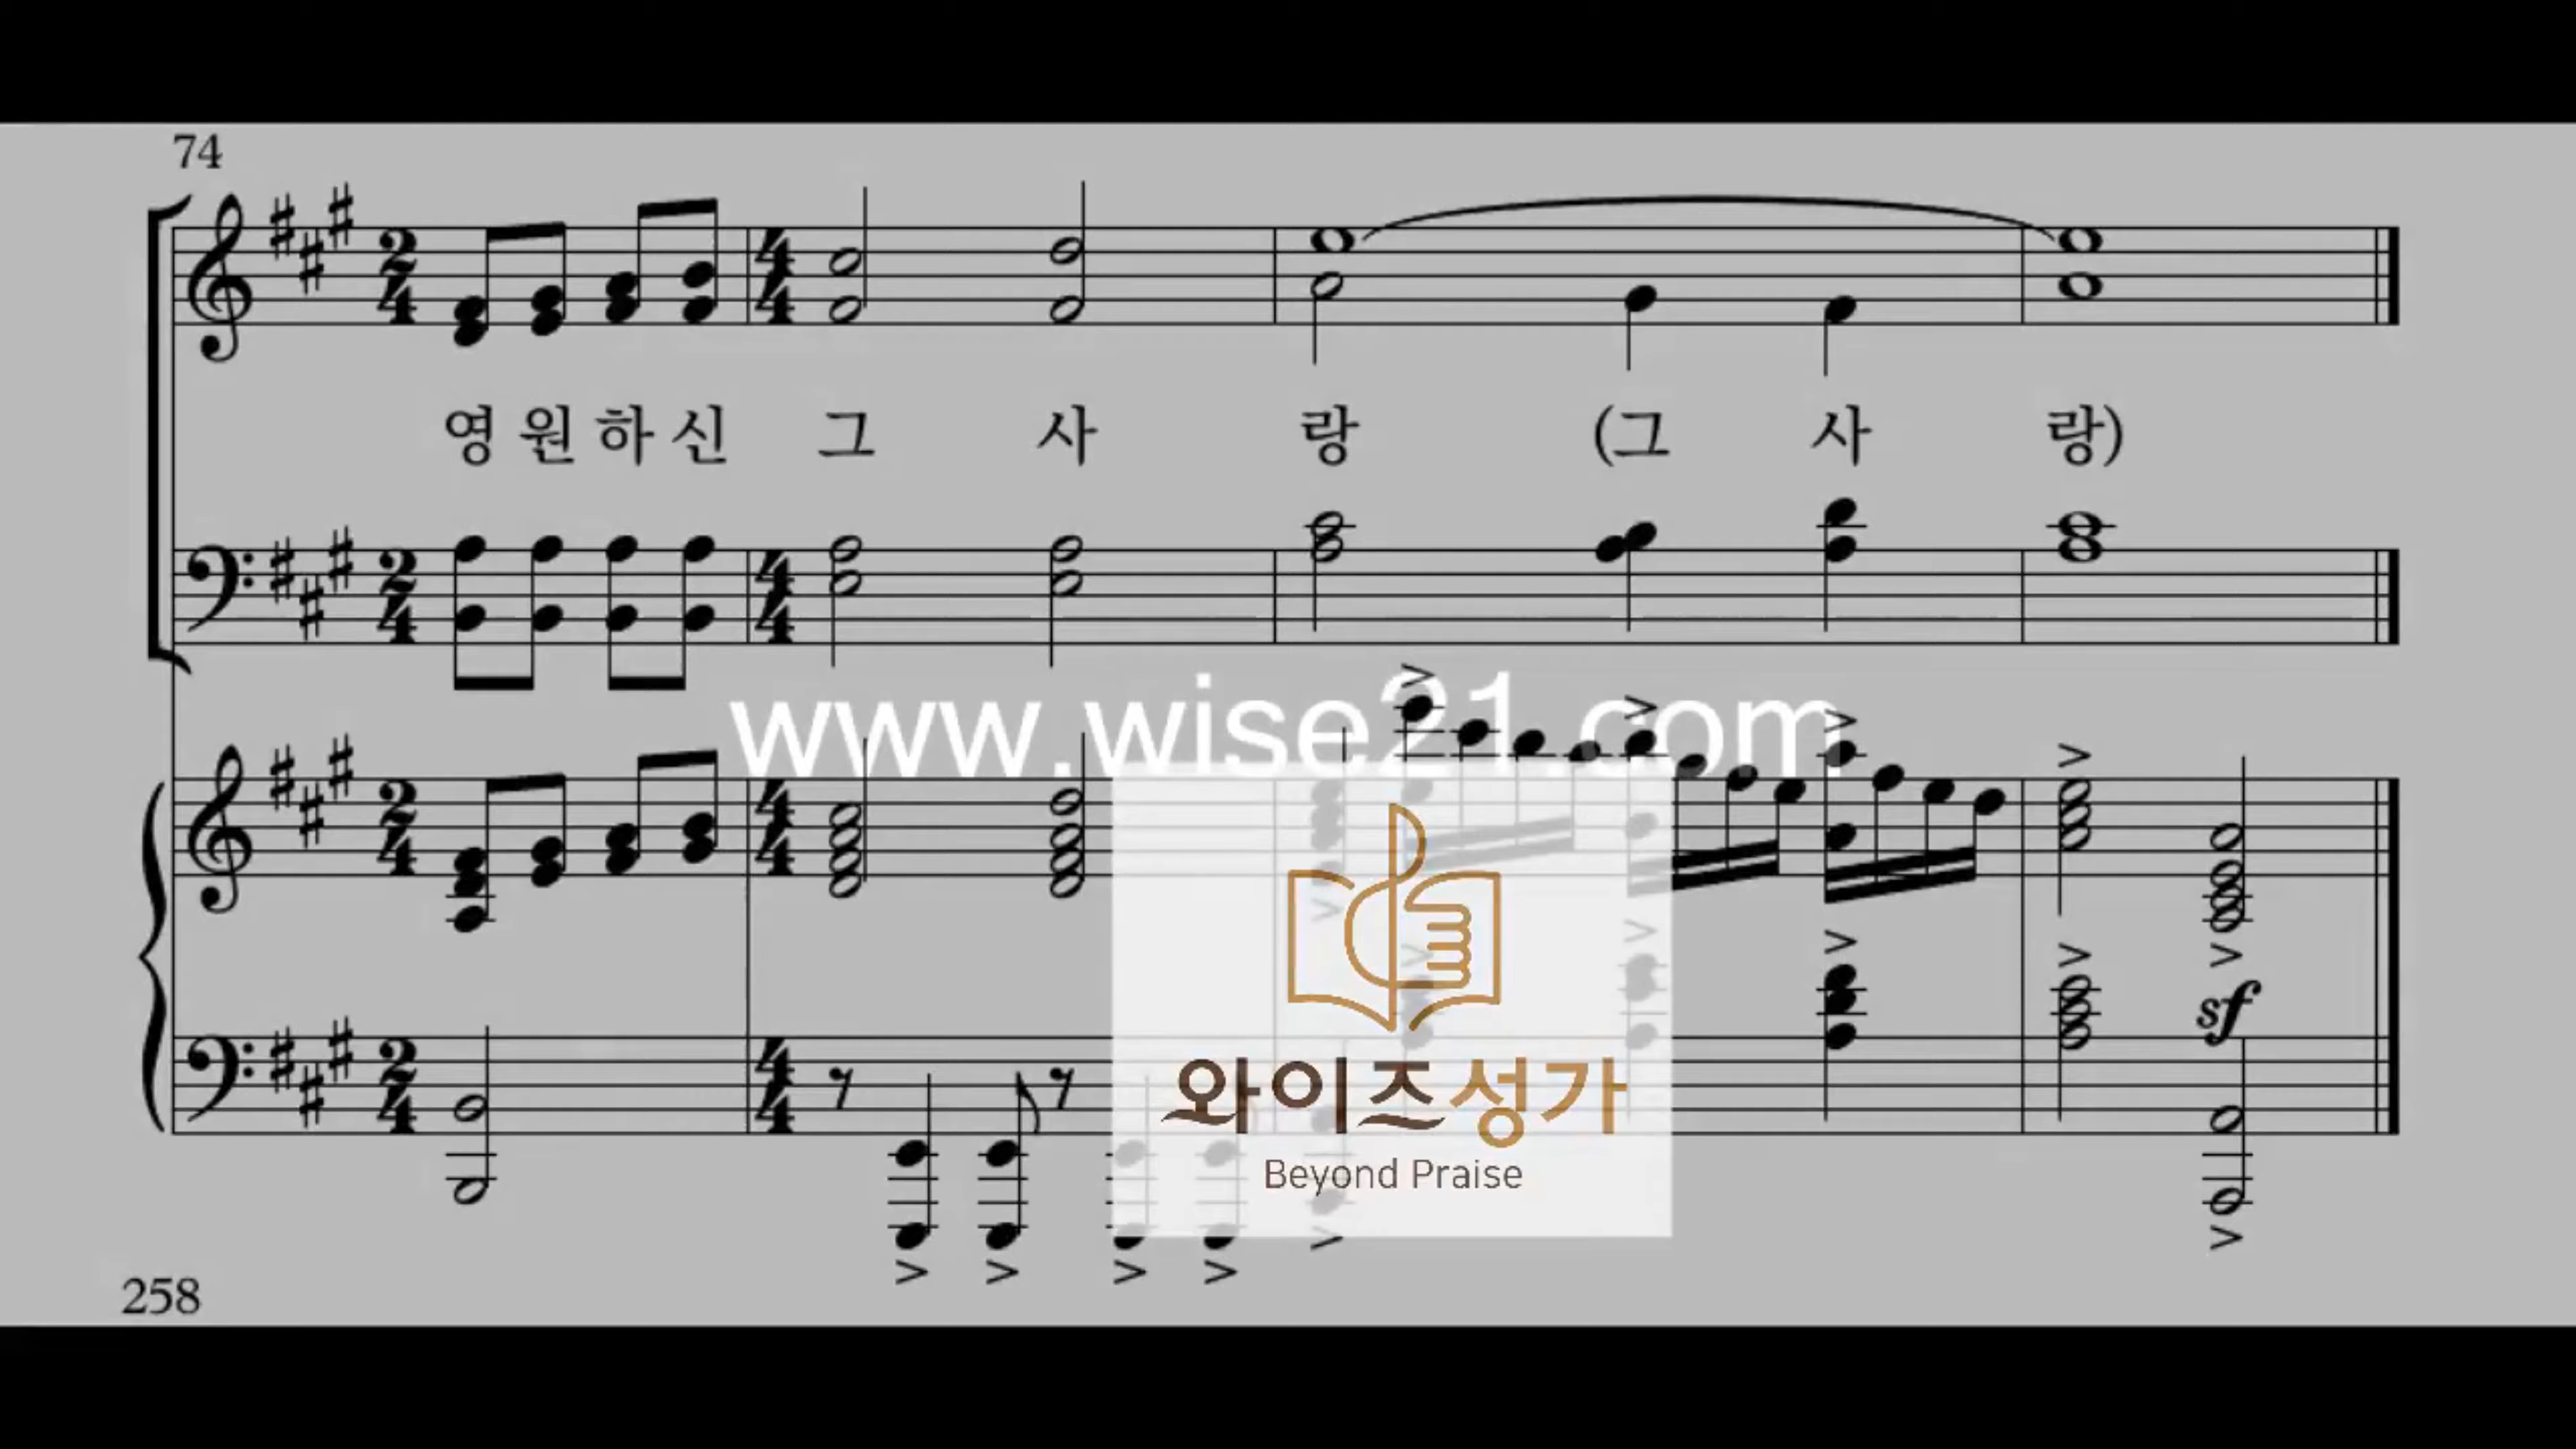 74
영 원 하 신 그 사 랑 (그 사 랑)
www.wise21.com
sf
와이즈성가
Beyond Praise
258